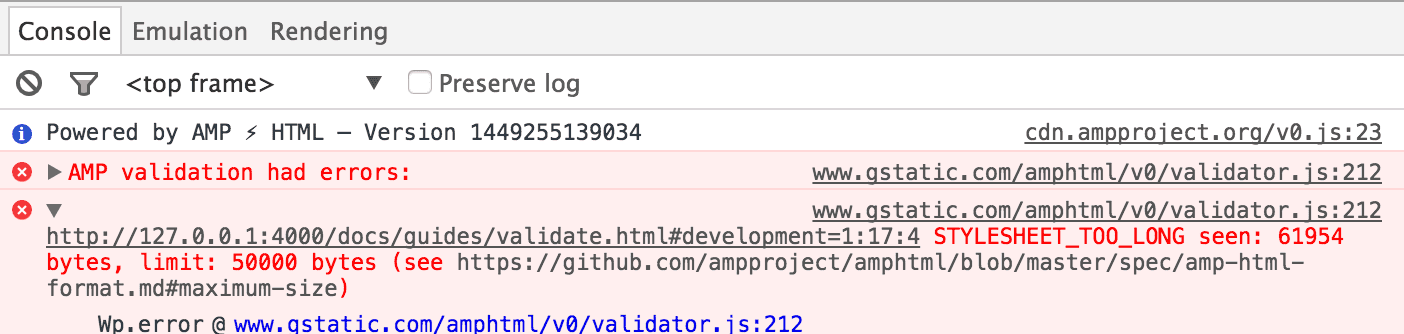 Console Emulation Rendering
<top frame> ▼ Preserve log
Powered by AMP ⚡ HTML – Version 1449255139034 cdn.ampproject.org/v0.js:23
▶AMP validation had errors: www.gstatic.com/amphtml/v0/validator.js:212
▼ www.gstatic.com/amphtml/v0/validator.js:212
http://127.0.0.1:4000/docs/guides/validate.html#development=1:17:4 STYLESHEET_TOO_LONG seen: 61954
bytes, limit: 50000 bytes (see https://github.com/ampproject/amphtml/blob/master/spec/amp-html-
format.md#maximum-size)
Wp.error @ www.gstatic.com/amphtml/v0/validator.js:212